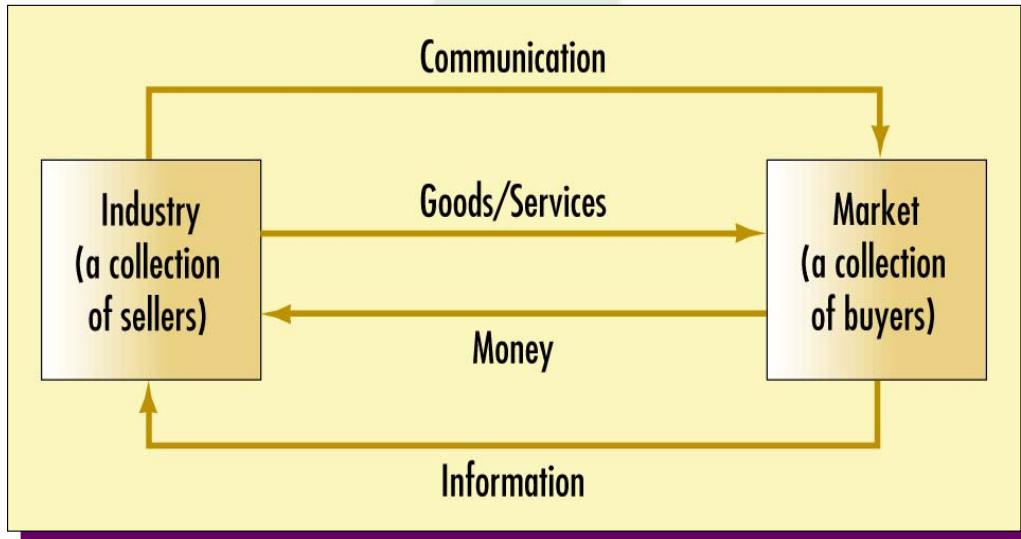 Communication
Industry
(a collection
of sellers)
Goods/Services
Money
Market
(a collection
of buyers)
Information